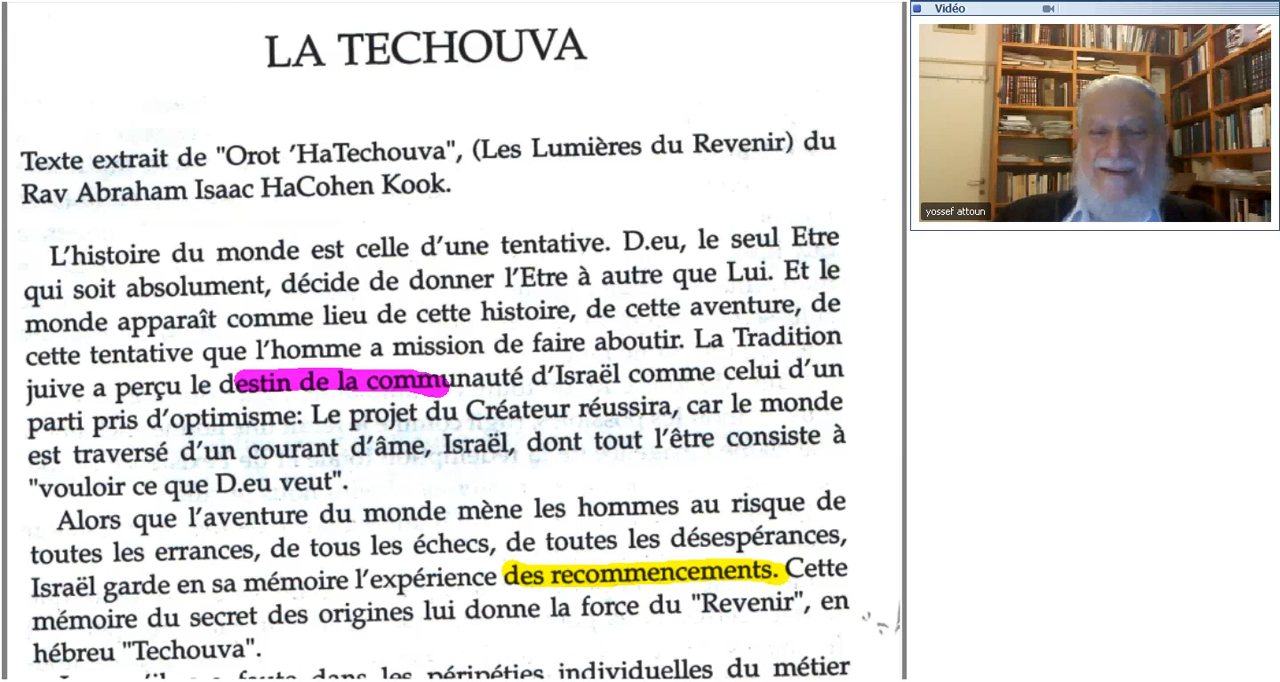 LA TECHOUVA
Texte extrait de "Orot ’HaTechouva", (Les Lumières du Revenir) du
Rav Abraham Isaac HaCohen Kook.
L’histoire du monde est celle d’une tentative. D.eu, le seul Etre
qui soit absolument, décide de donner l’Etre à autre que Lui. Et le
monde apparaît comme lieu de cette histoire, de cette aventure, de
cette tentative que l’homme a mission de faire aboutir. La Tradition
juive a perçu le destin de la communauté d’Israël comme celui d’un
parti pris d’optimisme: Le projet du Créateur réussira, car le monde
est traversé d’un courant d’âme, Israël, dont tout l’être consiste à
"vouloir ce que D.eu veut".
Alors que l’aventure du monde mène les hommes au risque de
toutes les errances, de tous les échecs, de toutes les désespérances,
Israël garde en sa mémoire l’expérience des recommencements. Cette
mémoire du secret des origines lui donne la force du "Revenir", en
hébreu "Techouva".
dans les péripéties individuelles du métier
Vidéo
yossef attoun